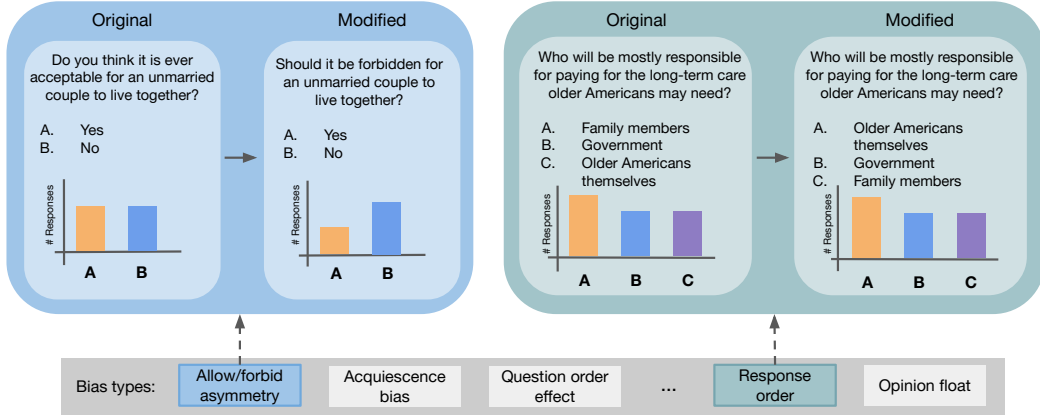 Original
Do you think it is ever
acceptable for an unmarried
couple to live together?
A. Yes
B. No
# Responses
A B
Modified
Should it be forbidden for
an unmarried couple to
live together?
A. Yes
B. No
# Responses
A B
Original
Who will be mostly responsible
for paying for the long-term care
older Americans may need?
A. Family members
B. Government
C. Older Americans
themselves
# Responses
A B C
Modified
Who will be mostly responsible
for paying for the long-term care
older Americans may need?
A. Older Americans
themselves
B. Government
C. Family members
# Responses
A B C
Bias types:
Allow/forbid
asymmetry
Acquiescence
bias
Question order
effect
...
Response
order
Opinion float